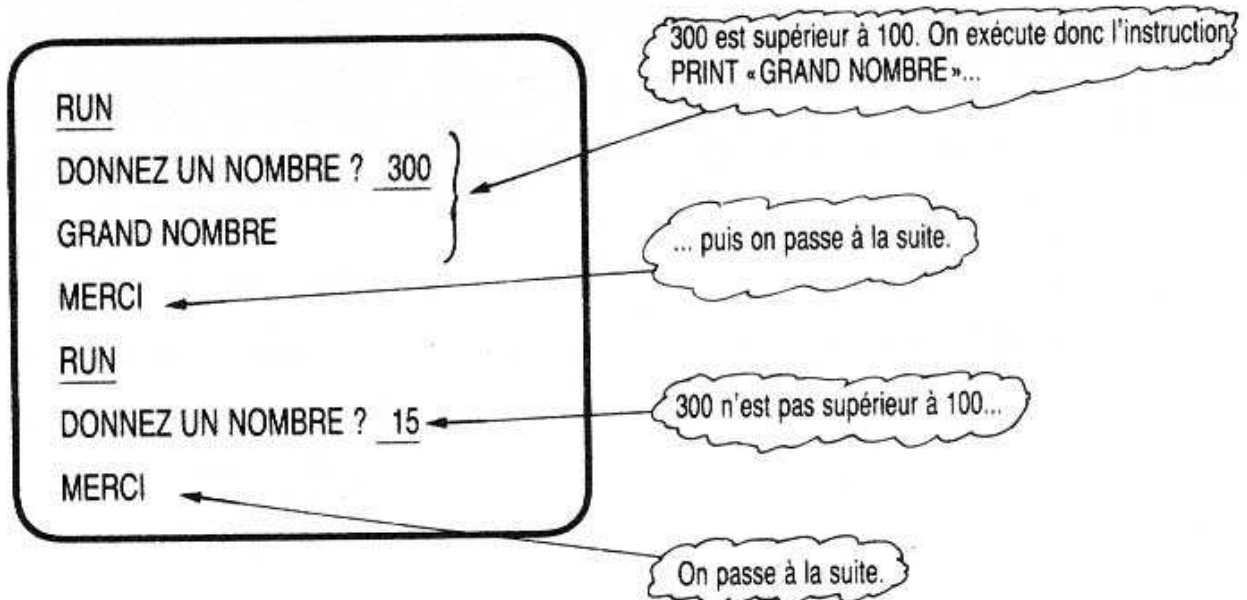 300 est supérieur à 100. On exécute donc l'instruction
PRINT «GRAND NOMBRE»...
RUN
DONNEZ UN NOMBRE ? 300
GRAND NOMBRE
... puis on passe à la suite.
MERCI
RUN
300 n'est pas supérieur à 100...
DONNEZ UN NOMBRE ? 15
MERCI
On passe à la suite.